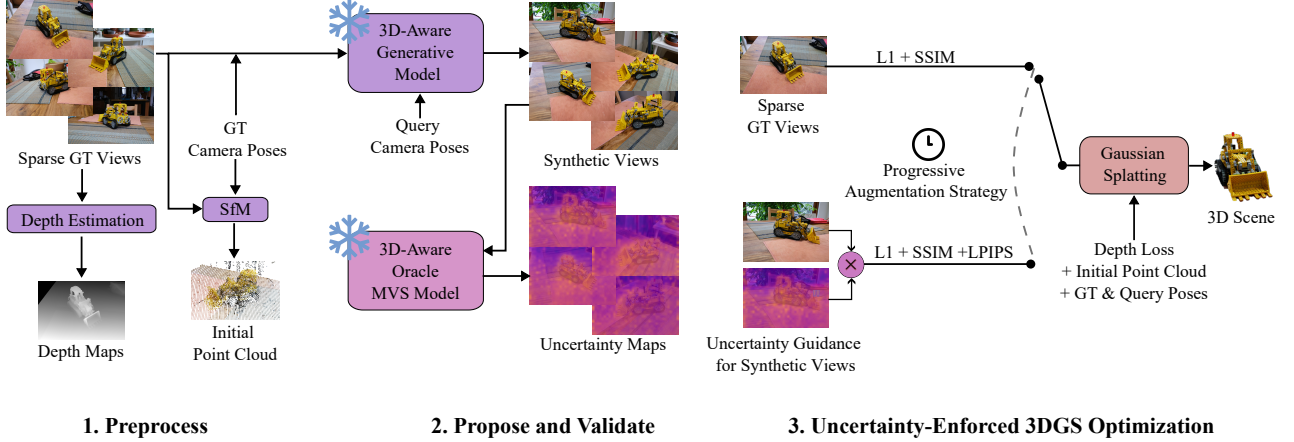 Sparse GT Views
Depth Estimation
Depth Maps
GT
Camera Poses
SfM
Initial
Point Cloud
1. Preprocess
3D-Aware
Generative
Model
Query
Camera Poses
Synthetic Views
3D-Aware
Oracle
MVS Model
Uncertainty Maps
2. Propose and Validate
Sparse
GT Views
L1 + SSIM
Progressive
Augmentation Strategy
L1 + SSIM +LPIPS
Uncertainty Guidance
for Synthetic Views
Gaussian
Splatting
3D Scene
Depth Loss
+ Initial Point Cloud
+ GT & Query Poses
3. Uncertainty-Enforced 3DGS Optimization